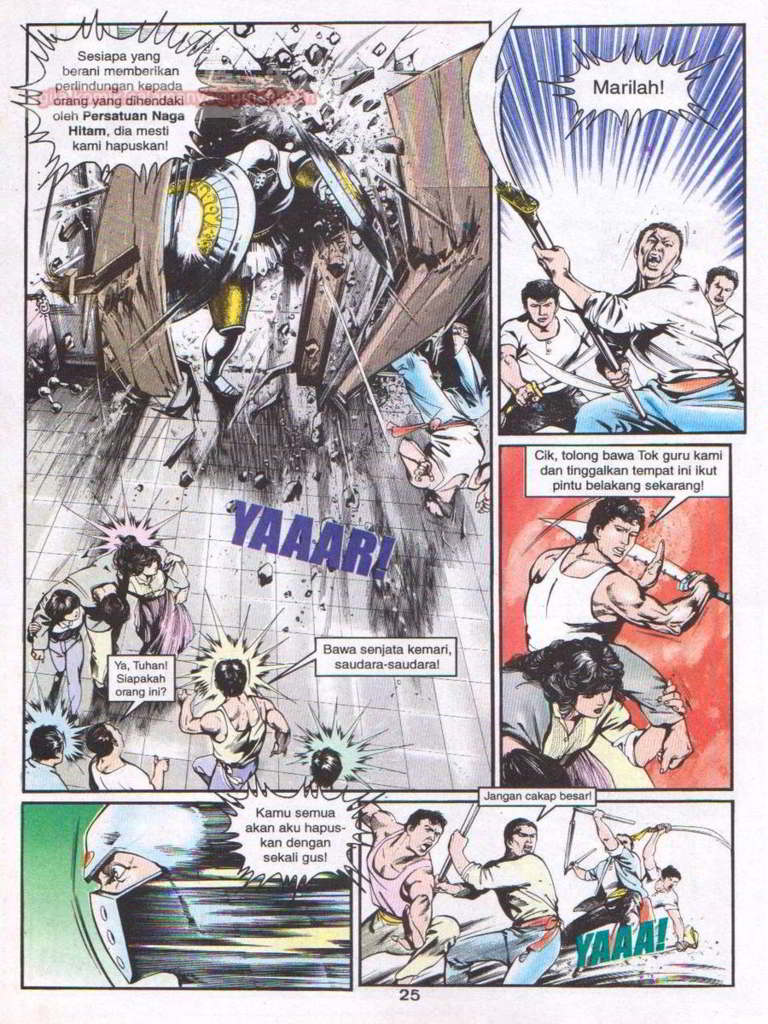 Sesiapa yang
berani memberikan
perlindungan kepada
orang yang dihendaki
oleh Persatuan Naga
Hitam, dia mesti
kami hapuskan!
YAAAR!
Ya, Tuhan!
Siapakah
orang ini?
Bawa senjata kemari,
saudara-saudara!
Marilah!
Cik, tolong bawa Tok guru kami
dan tinggalkan tempat ini ikut
pintu belakang sekarang!
Kamu semua
akan aku hapus-
kan dengan
sekali gus!
Jangan cakap besar!
YAAA!
25